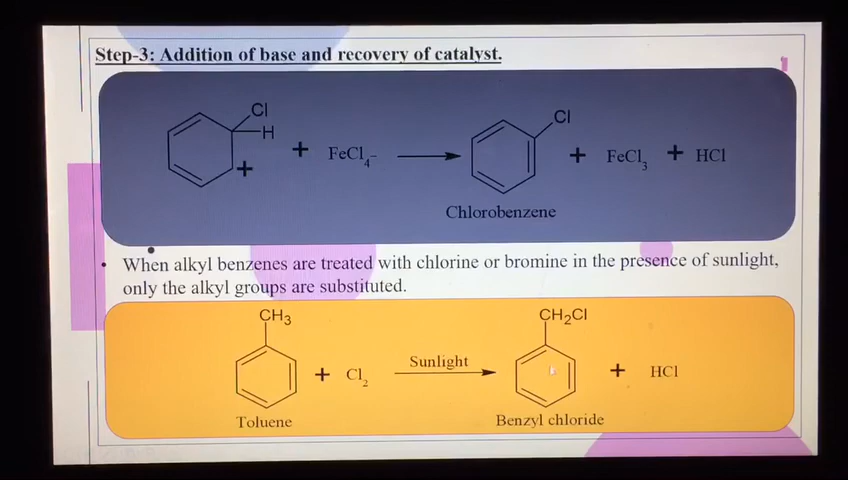 Step-3: Addition of base and recovery of catalyst.
Cl
H
+ + FeCl₄⁻ Cl + FeCl₃ + HCl
Chlorobenzene
• When alkyl benzenes are treated with chlorine or bromine in the presence of sunlight,
only the alkyl groups are substituted.
CH₃ CH₂Cl
+ Cl₂ Sunlight + HCl
Toluene Benzyl chloride